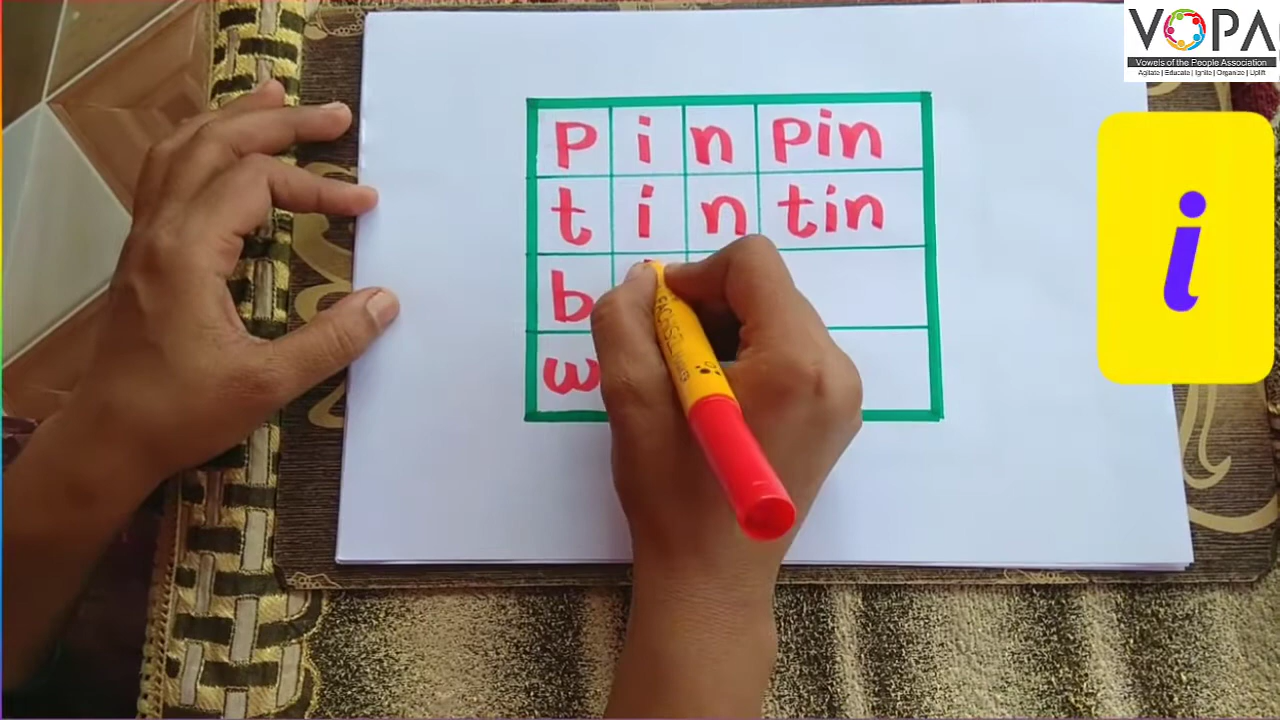 VOPA
Vowels of the People Association
Agitate | Educate | Ignite | Organize | Uplift
p i n pin
t i n tin
b
w
i